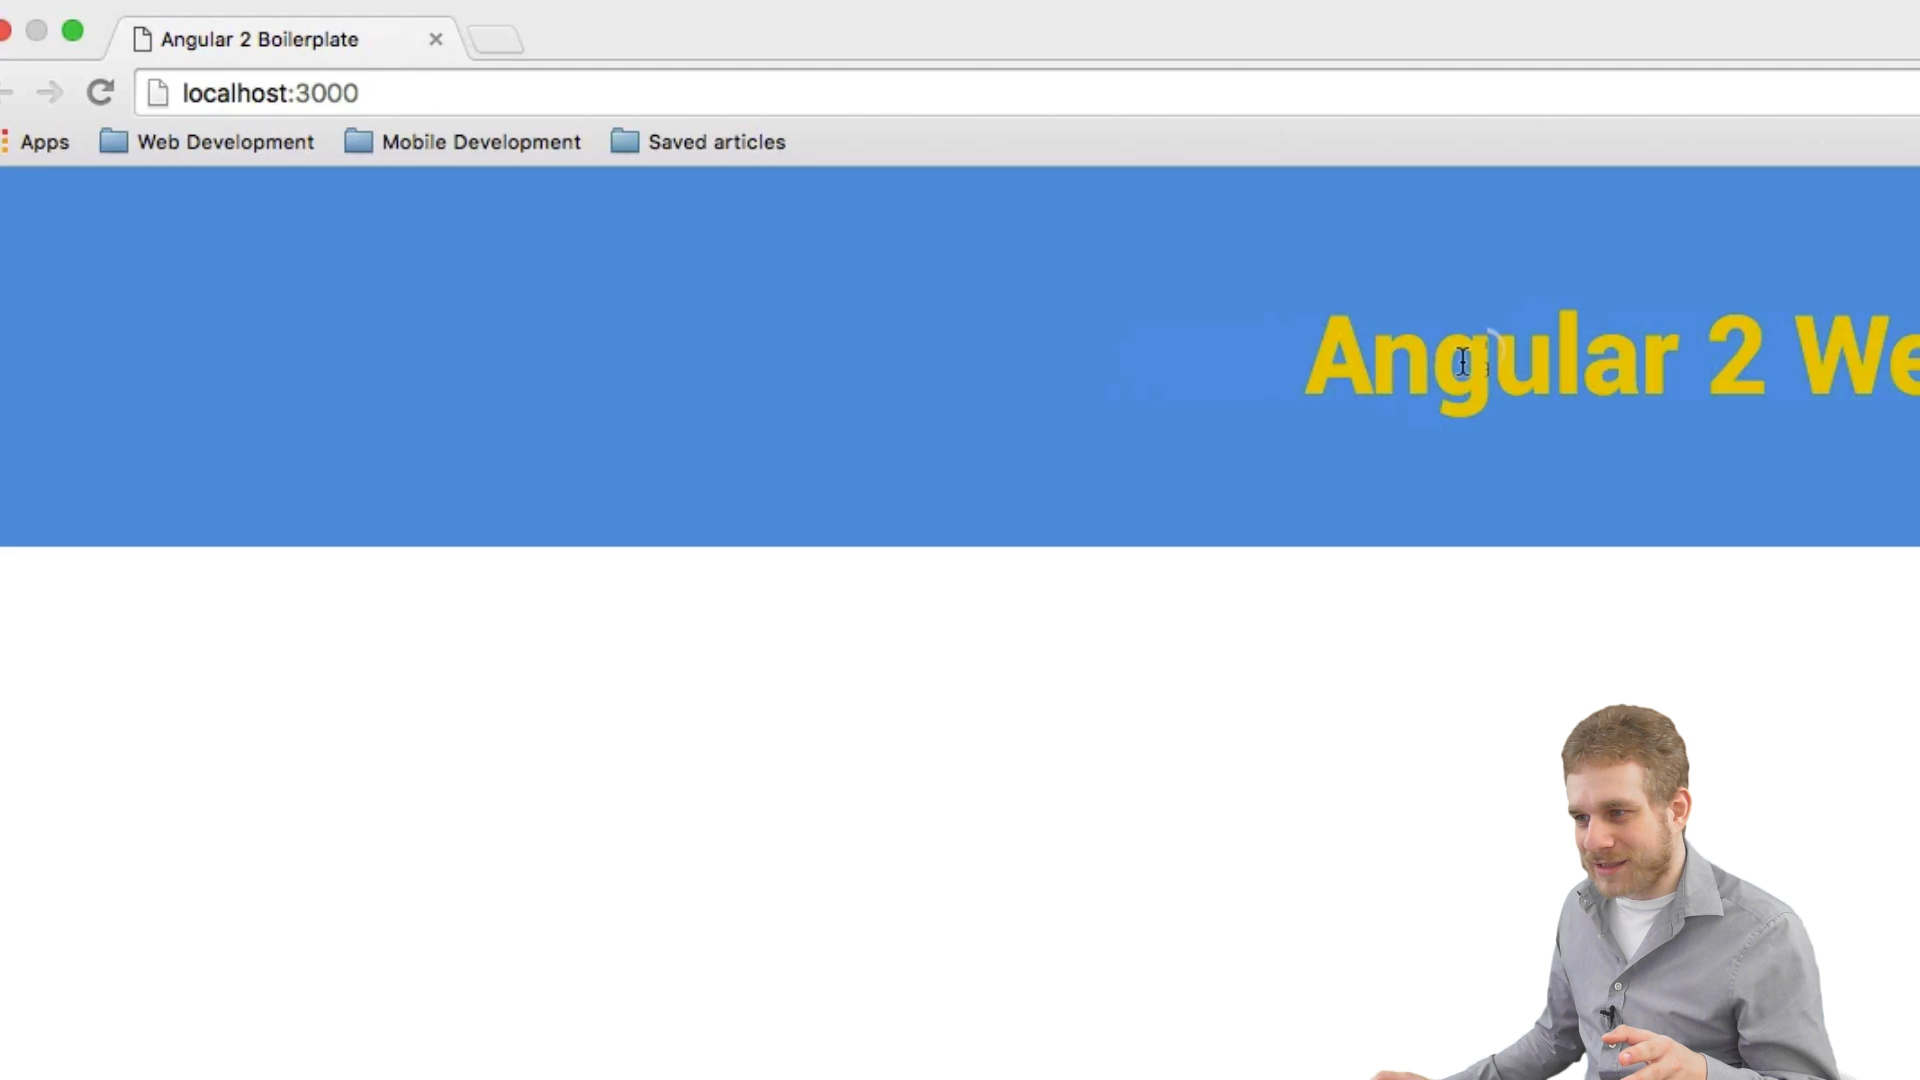 Angular 2 Boilerplate
localhost:3000
Apps Web Development Mobile Development Saved articles
Angular 2 We